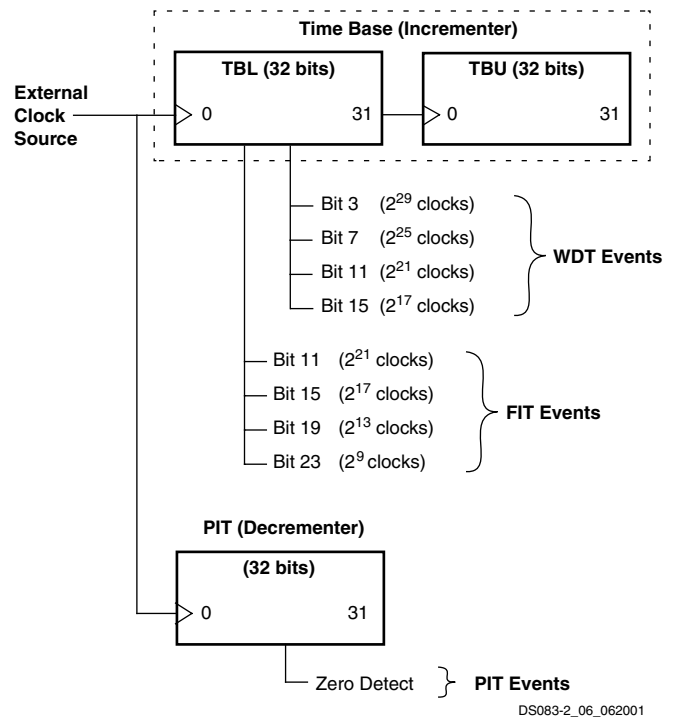 Time Base (Incrementer)
TBL (32 bits)
TBU (32 bits)
External
Clock
Source
0 31
0 31
Bit 3 (2^29 clocks)
Bit 7 (2^25 clocks)
Bit 11 (2^21 clocks)
Bit 15 (2^17 clocks)
WDT Events
Bit 11 (2^21 clocks)
Bit 15 (2^17 clocks)
Bit 19 (2^13 clocks)
Bit 23 (2^9 clocks)
FIT Events
PIT (Decrementer)
(32 bits)
0 31
Zero Detect
PIT Events
DS083-2_06_062001